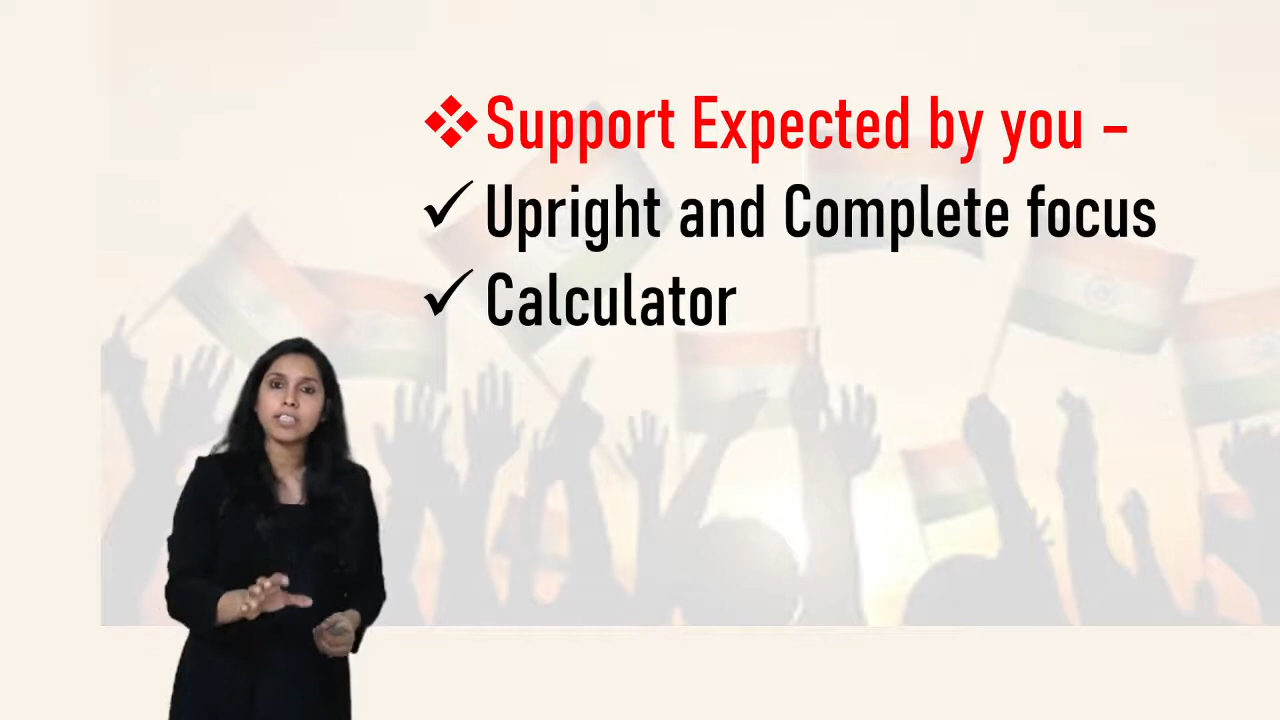 ❖Support Expected by you –
✓ Upright and Complete focus
✓ Calculator